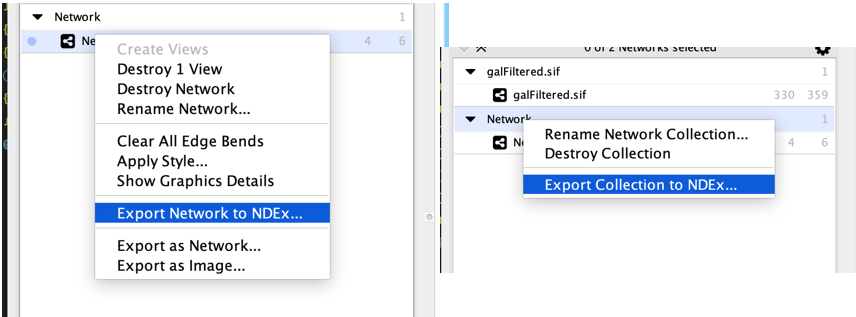 Network 1
Ne 4 6
Create Views
Destroy 1 View
Destroy Network
Rename Network...
Clear All Edge Bends
Apply Style...
Show Graphics Details
Export Network to NDEx...
Export as Network...
Export as Image...
0 of 2 Networks selected
galFiltered.sif 1
galFiltered.sif 330 359
Network 1
Ne 4 6
Rename Network Collection...
Destroy Collection
Export Collection to NDEx...